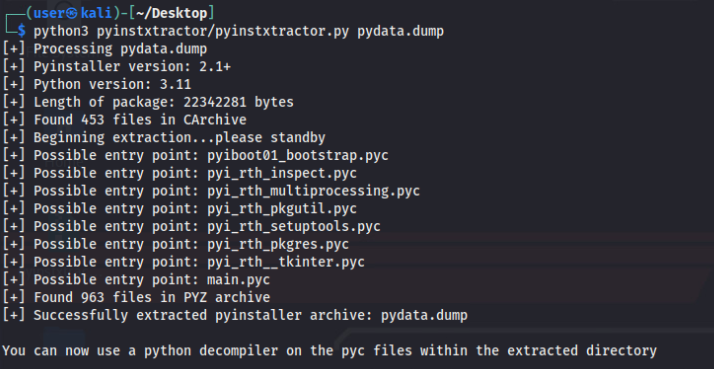 ┌──(user㉿kali)-[~/Desktop]
└─$ python3 pyinstxtractor/pyinstxtractor.py pydata.dump
[+] Processing pydata.dump
[+] Pyinstaller version: 2.1+
[+] Python version: 3.11
[+] Length of package: 22342281 bytes
[+] Found 453 files in CArchive
[+] Beginning extraction...please standby
[+] Possible entry point: pyiboot01_bootstrap.pyc
[+] Possible entry point: pyi_rth_inspect.pyc
[+] Possible entry point: pyi_rth_multiprocessing.pyc
[+] Possible entry point: pyi_rth_pkgutil.pyc
[+] Possible entry point: pyi_rth_setuptools.pyc
[+] Possible entry point: pyi_rth_pkgres.pyc
[+] Possible entry point: pyi_rth__tkinter.pyc
[+] Possible entry point: main.pyc
[+] Found 963 files in PYZ archive
[+] Successfully extracted pyinstaller archive: pydata.dump
You can now use a python decompiler on the pyc files within the extracted directory